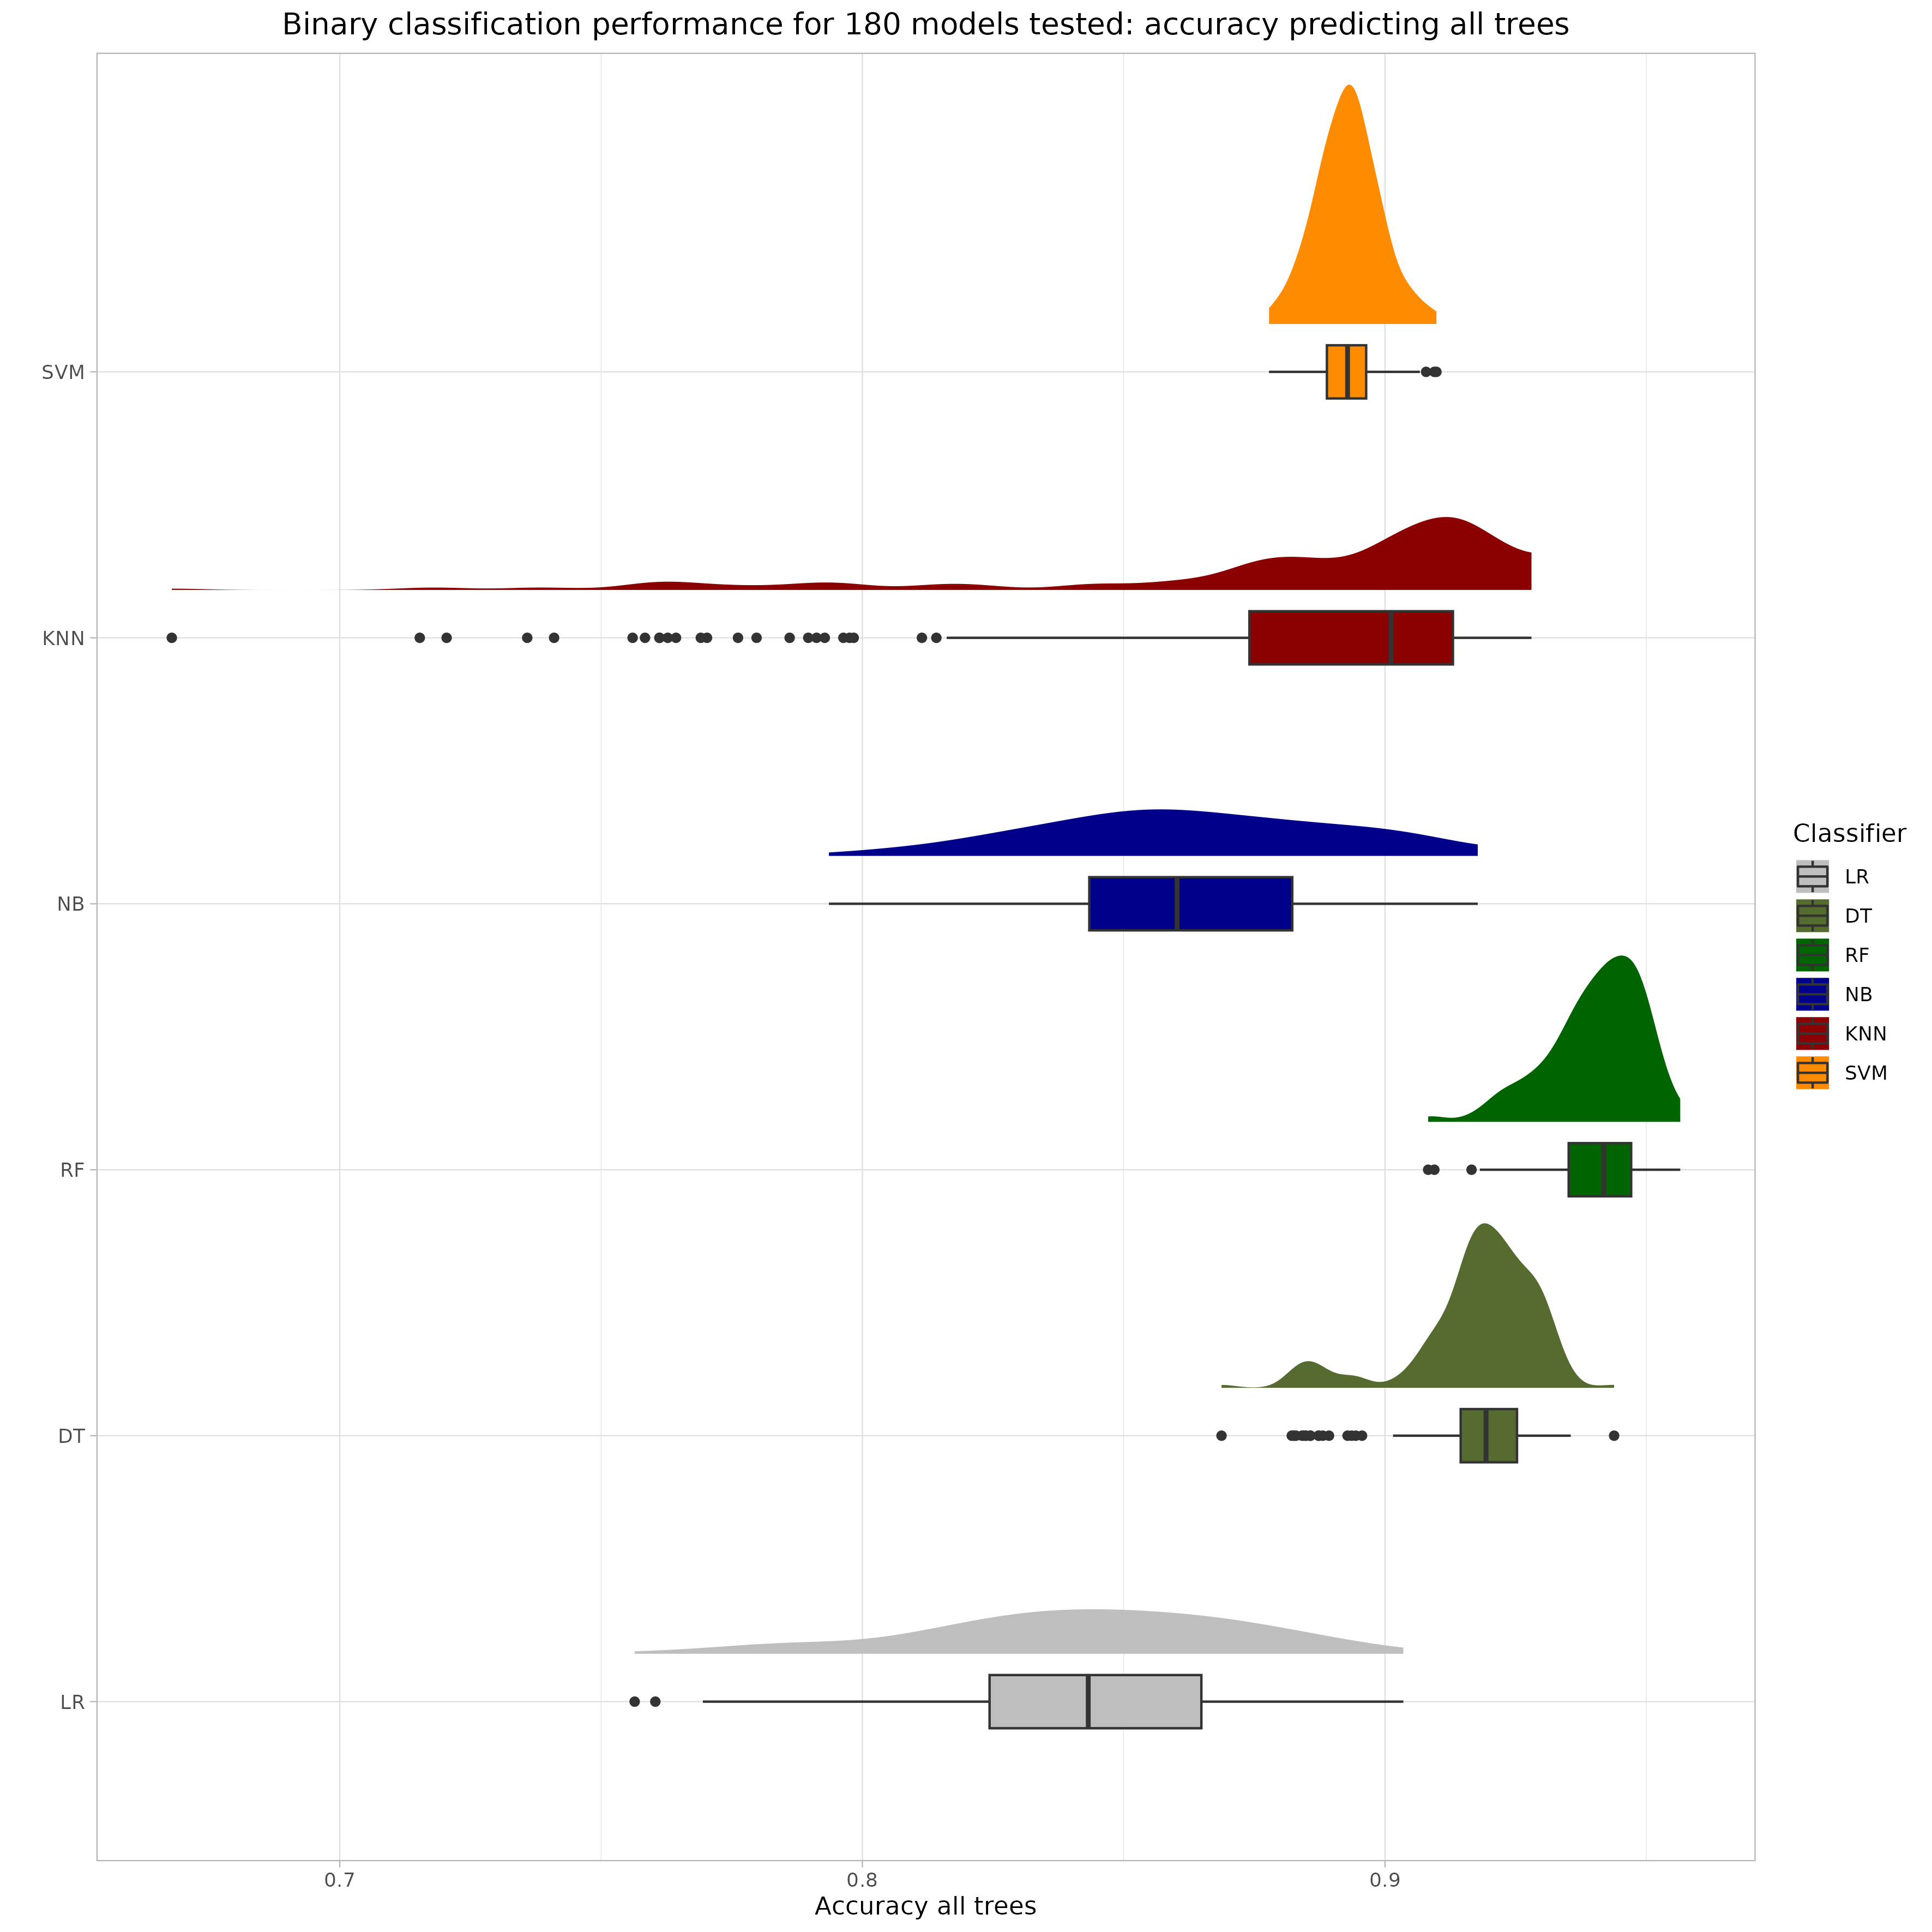 Binary classification performance for 180 models tested: accuracy predicting all trees
SVM
KNN
NB
RF
DT
LR
0.7
0.8
0.9
Accuracy all trees
Classifier
LR
DT
RF
NB
KNN
SVM